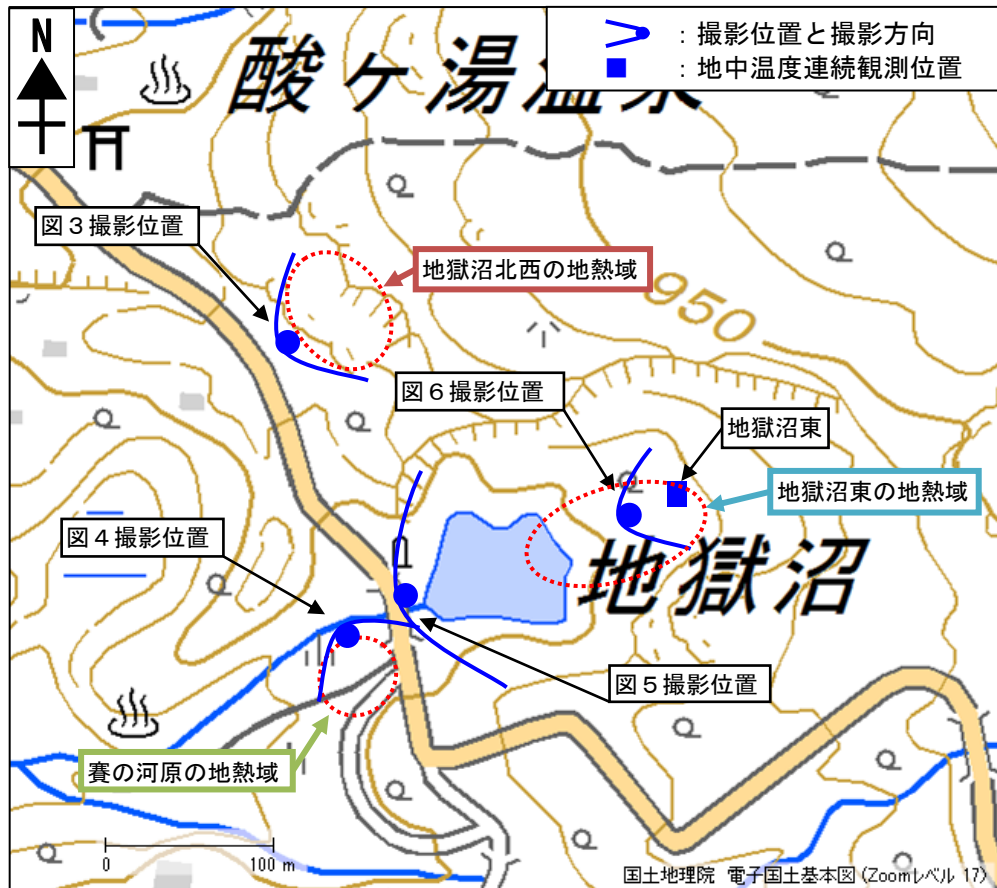 N
：撮影位置と撮影方向
：地中温度連続観測位置
酸ヶ湯温泉
図３撮影位置
地獄沼北西の地熱域
950
図６撮影位置
地獄沼東
地獄沼東の地熱域
図４撮影位置
地獄沼
図５撮影位置
賽の河原の地熱域
0 100 m
国土地理院 電子国土基本図 (Zoomレベル 17)